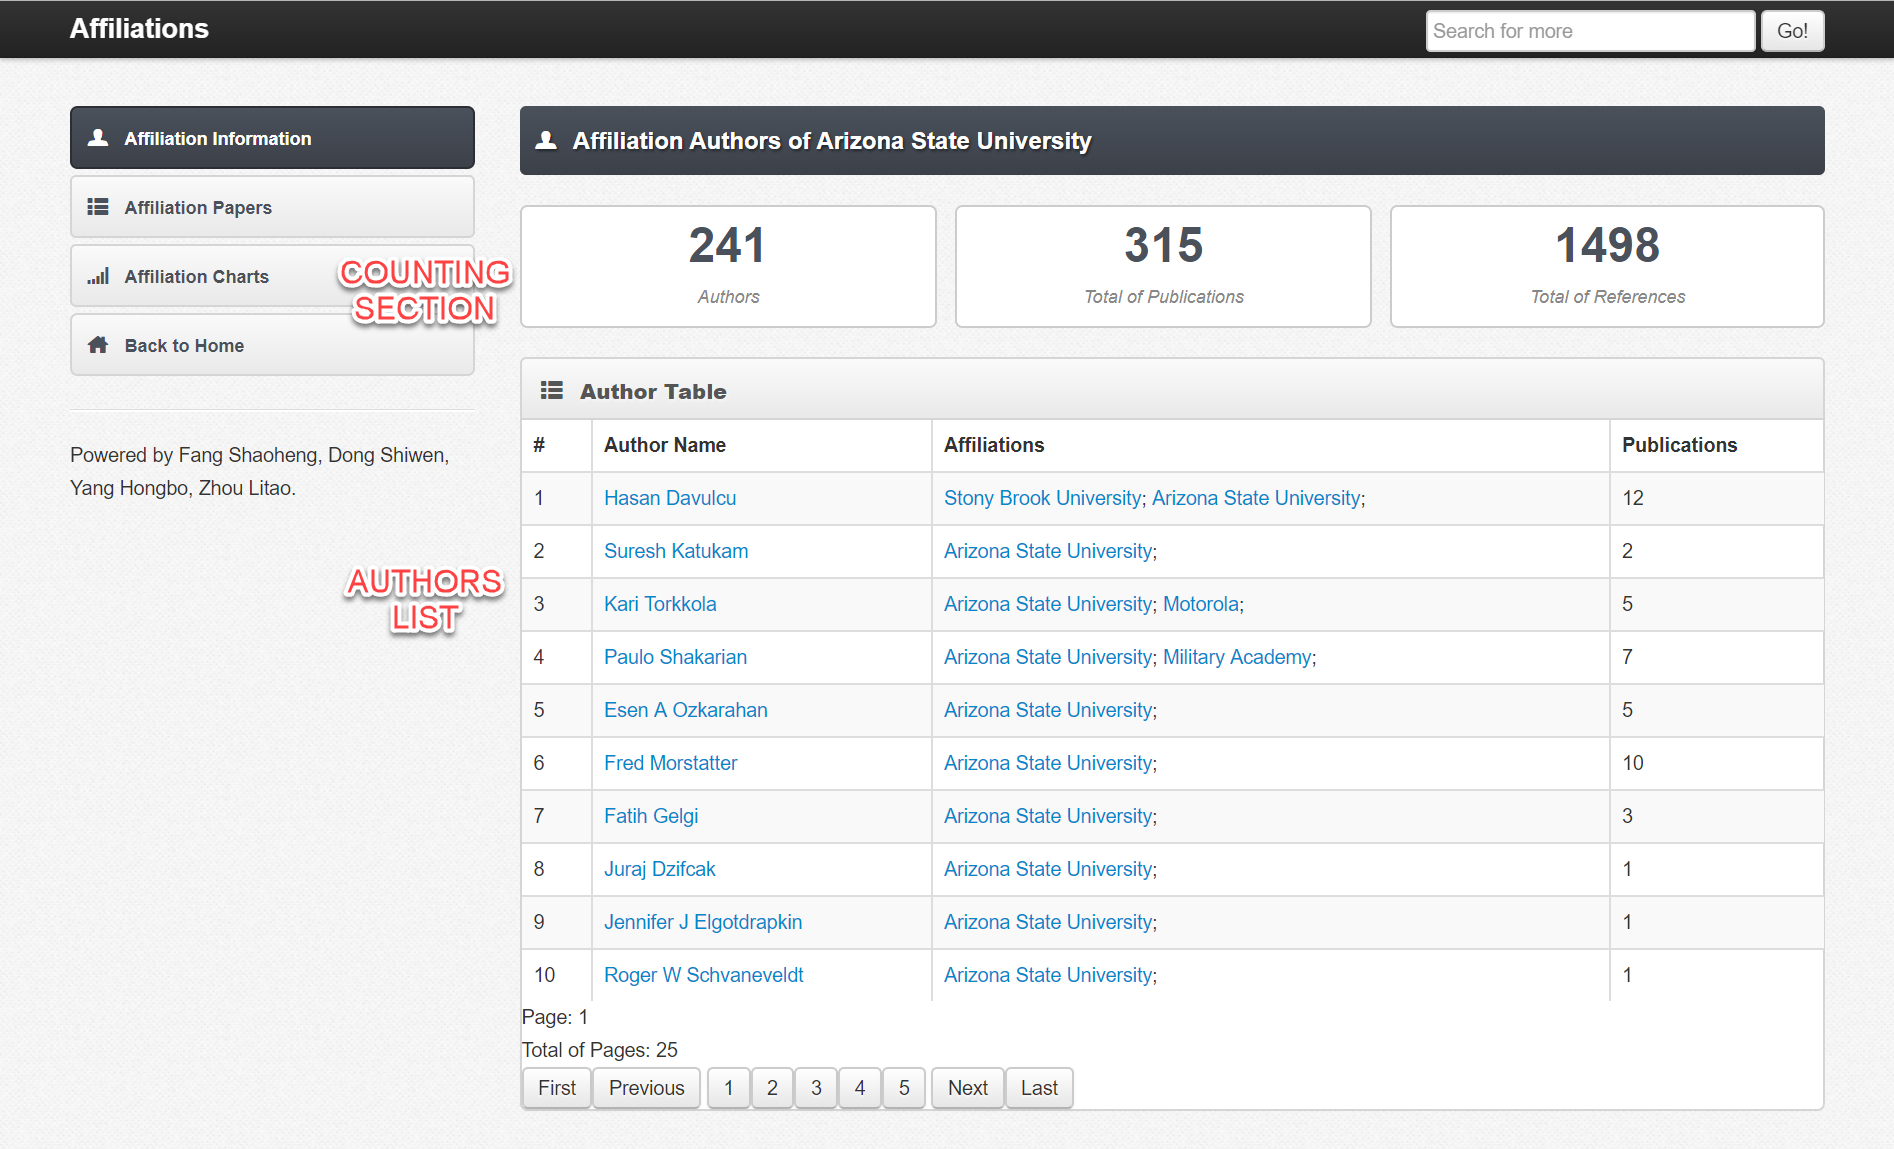 Affiliations
Search for more Go!
Affiliation Information
Affiliation Papers
Affiliation Charts
Back to Home
COUNTING
SECTION
Powered by Fang Shaoheng, Dong Shiwen,
Yang Hongbo, Zhou Litao.
AUTHORS
LIST
Affiliation Authors of Arizona State University
241 315 1498
Authors Total of Publications Total of References
Author Table
# Author Name Affiliations Publications
1 Hasan Davulcu Stony Brook University; Arizona State University; 12
2 Suresh Katukam Arizona State University; 2
3 Kari Torkkola Arizona State University; Motorola; 5
4 Paulo Shakarian Arizona State University; Military Academy; 7
5 Esen A Ozkarahan Arizona State University; 5
6 Fred Morstatter Arizona State University; 10
7 Fatih Gelgi Arizona State University; 3
8 Juraj Dzifcak Arizona State University; 1
9 Jennifer J Elgotdrapkin Arizona State University; 1
10 Roger W Schvaneveldt Arizona State University; 1
Page: 1
Total of Pages: 25
First Previous 1 2 3 4 5 Next Last